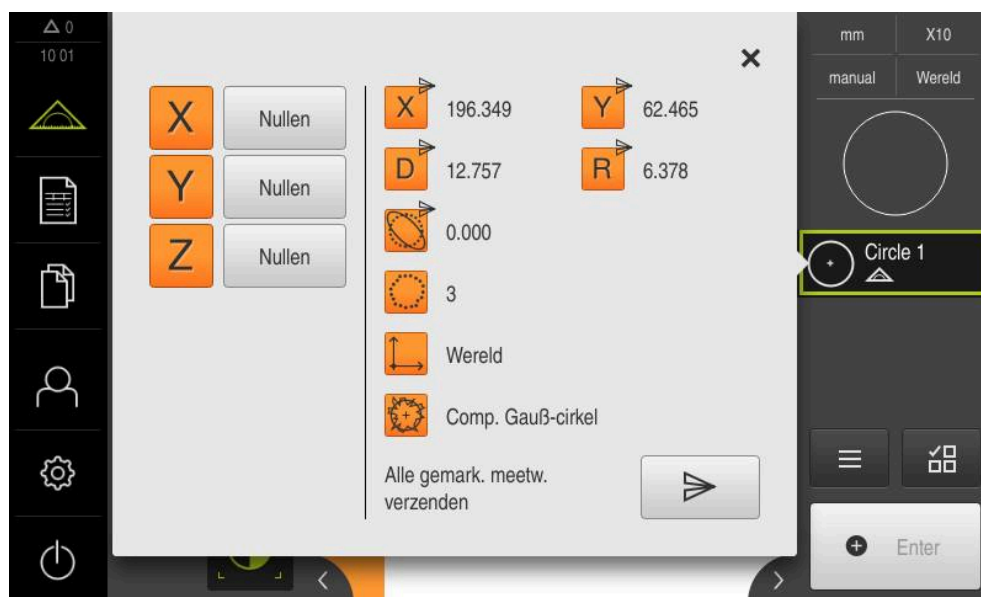 0
10 01
X Nullen
Y Nullen
Z Nullen
X 196.349 Y 62.465
D 12.757 R 6.378
0.000
3
Wereld
Comp. Gauß-cirkel
Alle gemark. meetw.
verzenden
mm X10
manual Wereld
Circle 1
Enter